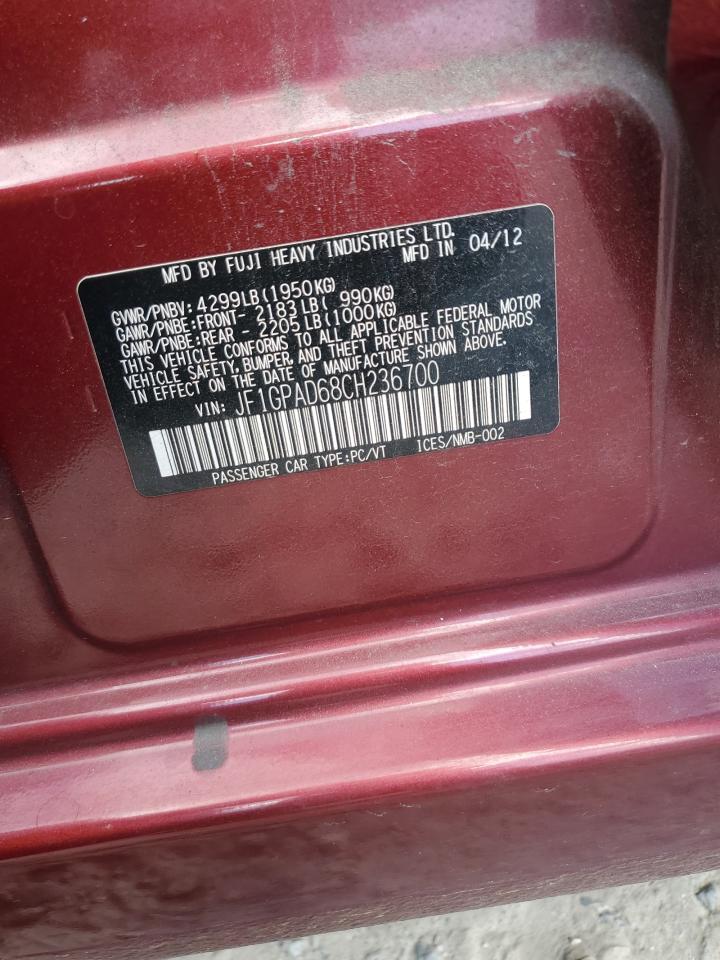 MFD BY FUJI HEAVY INDUSTRIES LTD.
MFD IN 04/12
GVWR/PNBV: 4299LB(1950KG)
GAWR/PNBE:FRONT- 2183LB( 990KG)
GAWR/PNBE:REAR - 2205LB(1000KG)
THIS VEHICLE CONFORMS TO ALL APPLICABLE FEDERAL MOTOR
VEHICLE SAFETY, BUMPER, AND THEFT PREVENTION STANDARDS
IN EFFECT ON THE DATE OF MANUFACTURE SHOWN ABOVE.
VIN: JF1GPAD68CH236700
PASSENGER CAR TYPE:PC/VT ICES/NMB-002